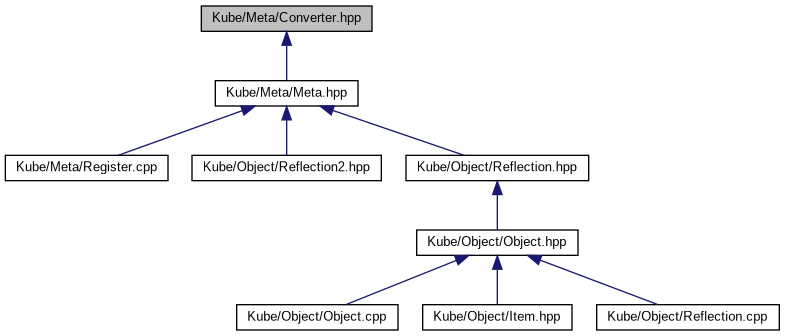 Kube/Meta/Converter.hpp
Kube/Meta/Meta.hpp
Kube/Meta/Register.cpp
Kube/Object/Reflection2.hpp
Kube/Object/Reflection.hpp
Kube/Object/Object.hpp
Kube/Object/Object.cpp
Kube/Object/Item.hpp
Kube/Object/Reflection.cpp